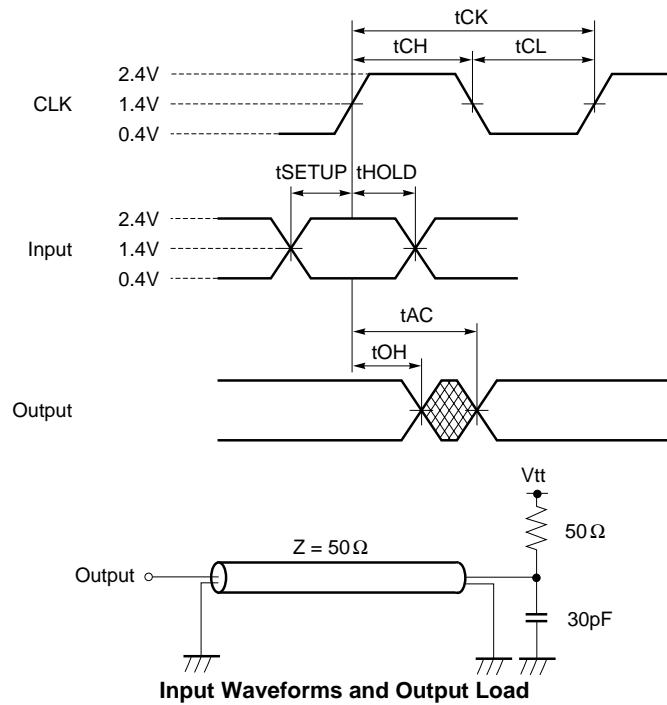 tCK
tCH tCL
2.4V
CLK 1.4V
0.4V
tSETUP tHOLD
2.4V
Input 1.4V
0.4V
tAC
tOH
Output
Vtt
50Ω
Z = 50Ω
Output
30pF
Input Waveforms and Output Load